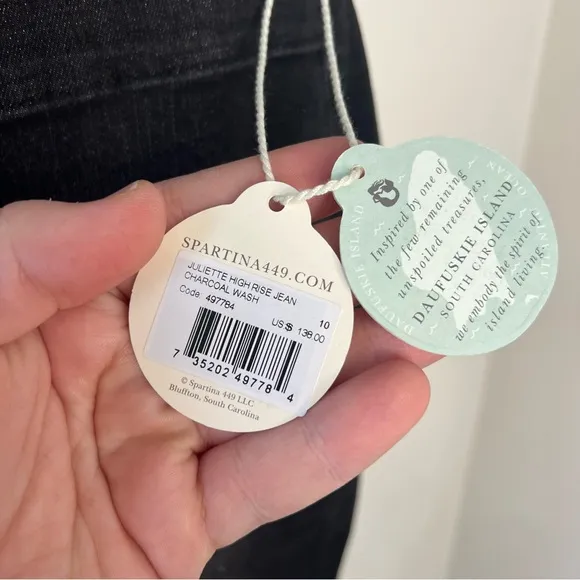 SPARTINA449.COM
JULIETTE HIGH RISE JEAN
CHARCOAL WASH
10
Code 497784
US$ 138.00
7 35202 49778 4
© Spartina 449 LLC
Bluffton, South Carolina
Inspired by one of
the few remaining
unspoiled treasures,
DAUFUSKIE ISLAND
SOUTH CAROLINA
we embody the spirit of
island living.
DAUFUSKIE ISLAND
OCEAN